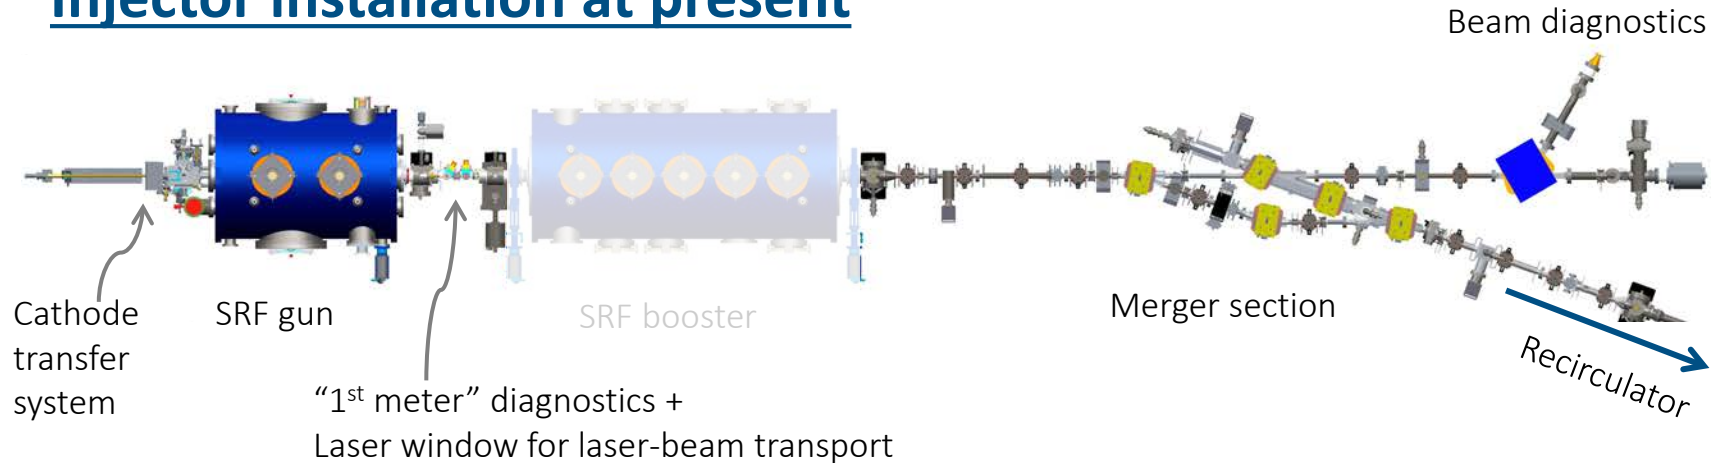 Injector installation at present
Beam diagnostics
Cathode
transfer
system
SRF gun
SRF booster
Merger section
Recirculator
“1st meter” diagnostics +
Laser window for laser-beam transport